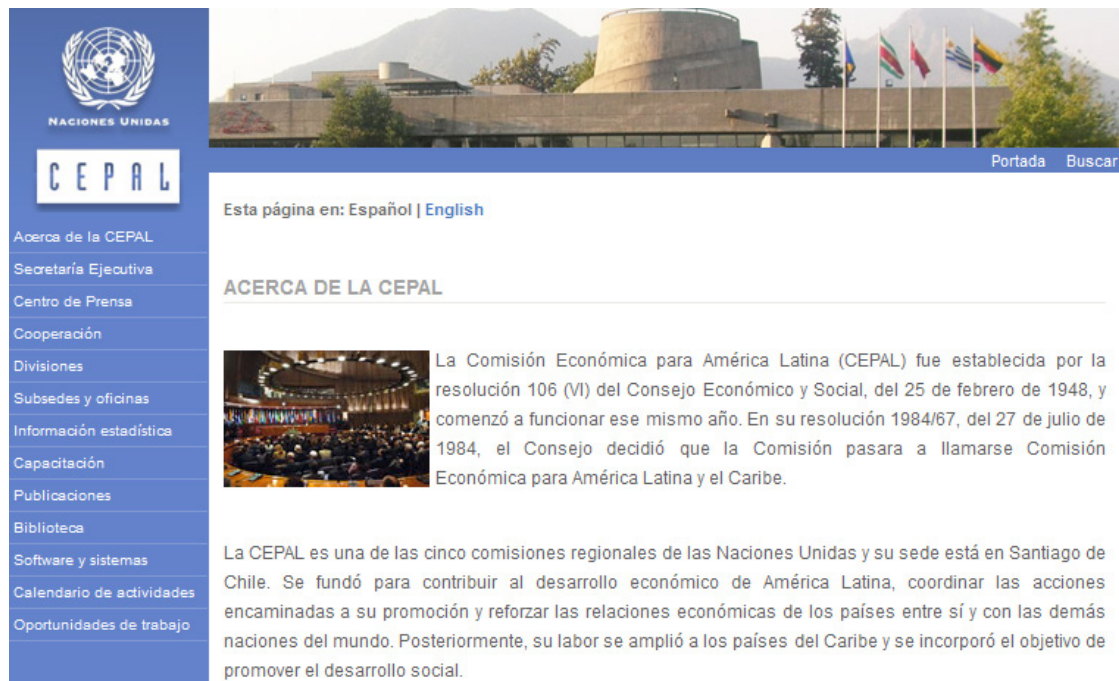 NACIONES UNIDAS
CEPAL
Acerca de la CEPAL
Secretaría Ejecutiva
Centro de Prensa
Cooperación
Divisiones
Subsedes y oficinas
Información estadística
Capacitación
Publicaciones
Biblioteca
Software y sistemas
Calendario de actividades
Oportunidades de trabajo
Portada Buscar
Esta página en: Español | English
ACERCA DE LA CEPAL
La Comisión Económica para América Latina (CEPAL) fue establecida por la
resolución 106 (VI) del Consejo Económico y Social, del 25 de febrero de 1948, y
comenzó a funcionar ese mismo año. En su resolución 1984/67, del 27 de julio de
1984, el Consejo decidió que la Comisión pasara a llamarse Comisión
Económica para América Latina y el Caribe.
La CEPAL es una de las cinco comisiones regionales de las Naciones Unidas y su sede está en Santiago de
Chile. Se fundó para contribuir al desarrollo económico de América Latina, coordinar las acciones
encaminadas a su promoción y reforzar las relaciones económicas de los países entre sí y con las demás
naciones del mundo. Posteriormente, su labor se amplió a los países del Caribe y se incorporó el objetivo de
promover el desarrollo social.